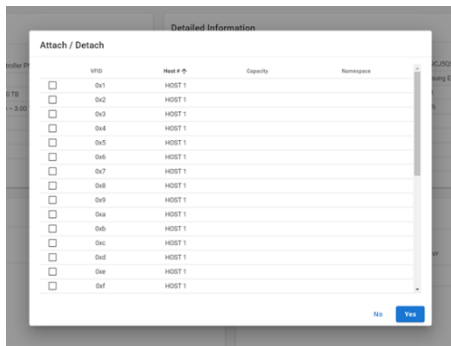 Detailed Information
Attach / Detach
VFID Host # Capacity Namespace
0x1 HOST 1
0x2 HOST 1
0x3 HOST 1
0x4 HOST 1
0x5 HOST 1
0x6 HOST 1
0x7 HOST 1
0x8 HOST 1
0x9 HOST 1
0xa HOST 1
0xb HOST 1
0xc HOST 1
0xd HOST 1
0xe HOST 1
0xf HOST 1
No Yes